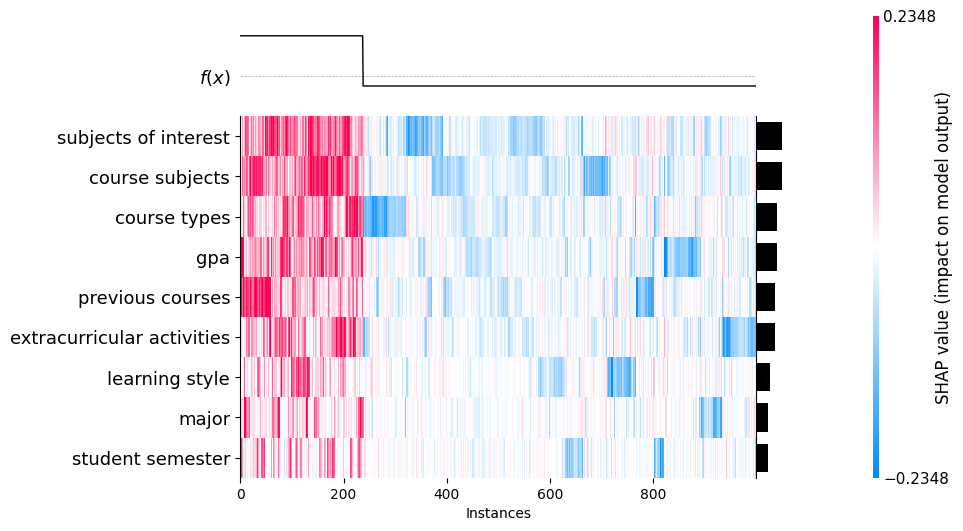 0.2348
f(x)
subjects of interest
course subjects
course types
gpa
previous courses
extracurricular activities
learning style
major
student semester
−0.2348
0 200 400 600 800
Instances
SHAP value (impact on model output)